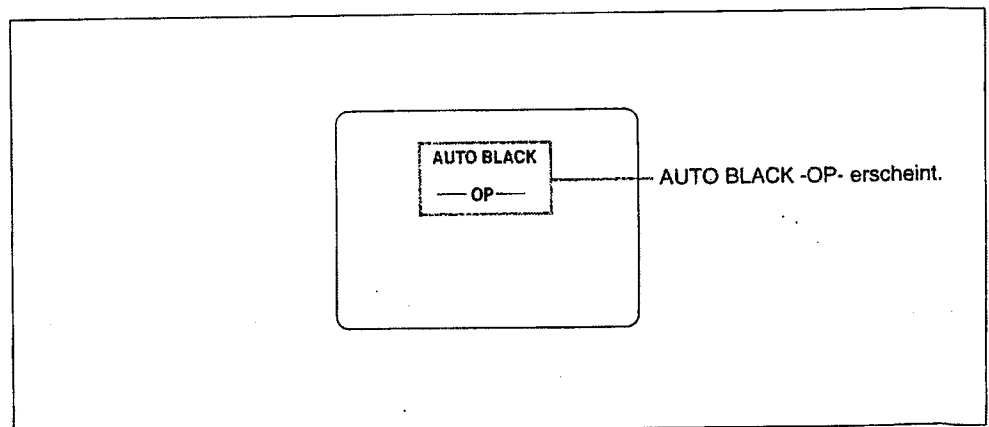 AUTO BLACK
— OP —
AUTO BLACK -OP- erscheint.